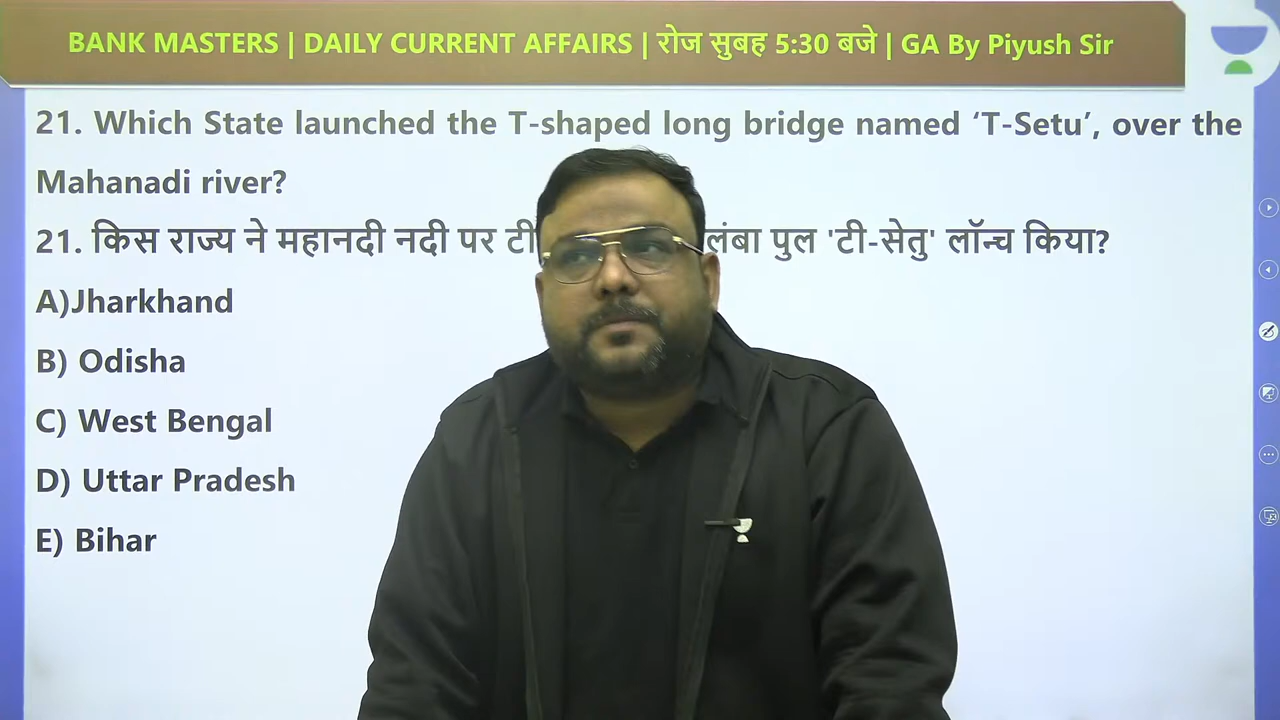 BANK MASTERS | DAILY CURRENT AFFAIRS | रोज सुबह 5:30 बजे | GA By Piyush Sir
21. Which State launched the T-shaped long bridge named ‘T-Setu’, over the
Mahanadi river?
21. किस राज्य ने महानदी नदी पर लंबा पुल 'टी-सेतु' लॉन्च किया?
A)Jharkhand
B) Odisha
C) West Bengal
D) Uttar Pradesh
E) Bihar